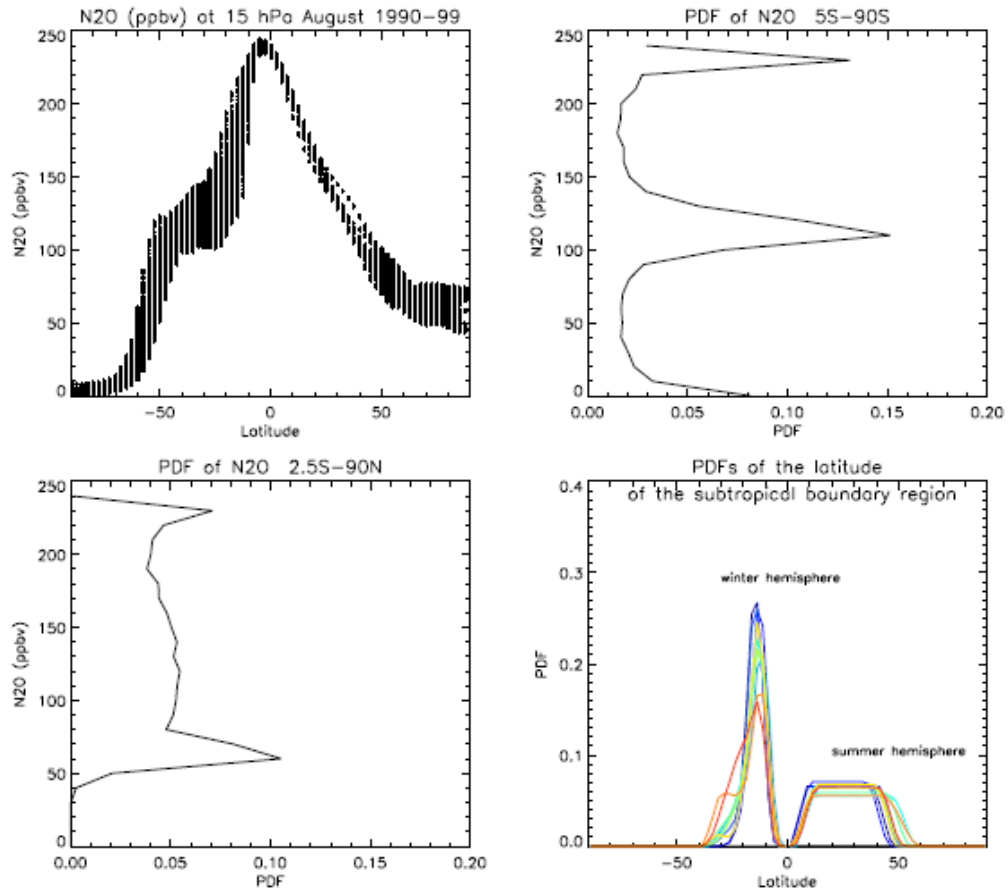 N2O (ppbv) at 15 hPa August 1990-99
250
200
150
100
50
0
N2O (ppbv)
-50
0
50
Latitude
PDF of N2O 5S-90S
250
200
150
100
50
0
N2O (ppbv)
0.00
0.05
0.10
0.15
0.20
PDF
PDF of N2O 2.5S-90N
250
200
150
100
50
0
N2O (ppbv)
0.00
0.05
0.10
0.15
0.20
PDF
PDFs of the latitude
of the subtropical boundary region
0.4
0.3
0.2
0.1
0.0
PDF
winter hemisphere
summer hemisphere
-50
0
50
Latitude